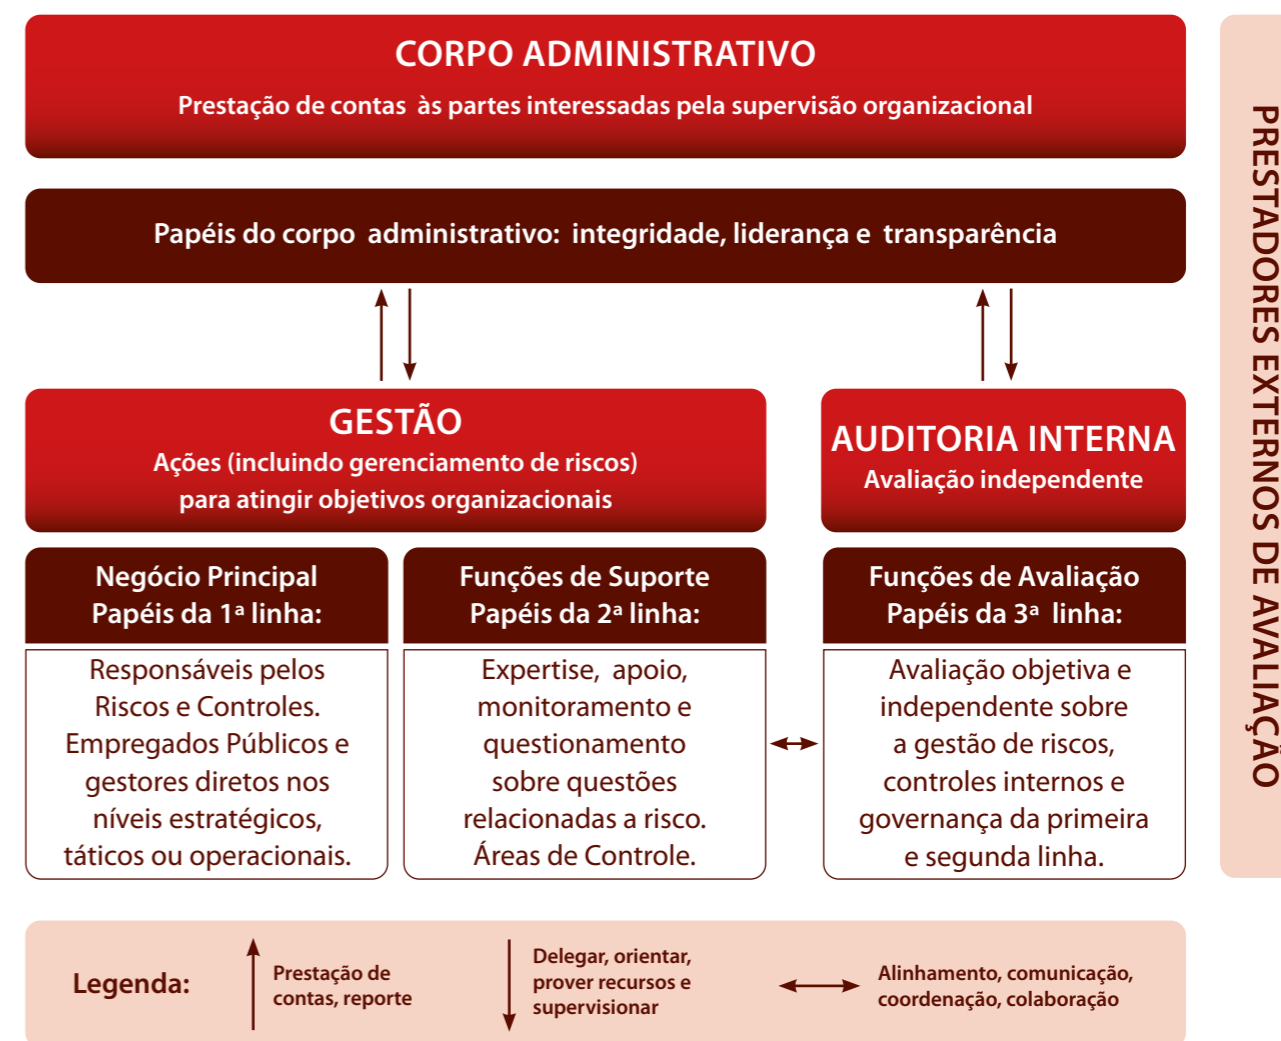 CORPO ADMINISTRATIVO
Prestação de contas às partes interessadas pela supervisão organizacional
Papéis do corpo administrativo: integridade, liderança e transparência
GESTÃO
Ações (incluindo gerenciamento de riscos)
para atingir objetivos organizacionais
AUDITORIA INTERNA
Avaliação independente
Negócio Principal
Papéis da 1ª linha:
Responsáveis pelos
Riscos e Controles.
Empregados Públicos e
gestores diretos nos
níveis estratégicos,
táticos ou operacionais.
Funções de Suporte
Papéis da 2ª linha:
Expertise, apoio,
monitoramento e
questionamento
sobre questões
relacionadas a risco.
Áreas de Controle.
Funções de Avaliação
Papéis da 3ª linha:
Avaliação objetiva e
independente sobre
a gestão de riscos,
controles internos e
governança da primeira
e segunda linha.
PRESTADORES EXTERNOS DE AVALIAÇÃO
Legenda:
Prestação de
contas, reporte
Delegar, orientar,
prover recursos e
supervisionar
Alinhamento, comunicação,
coordenação, colaboração